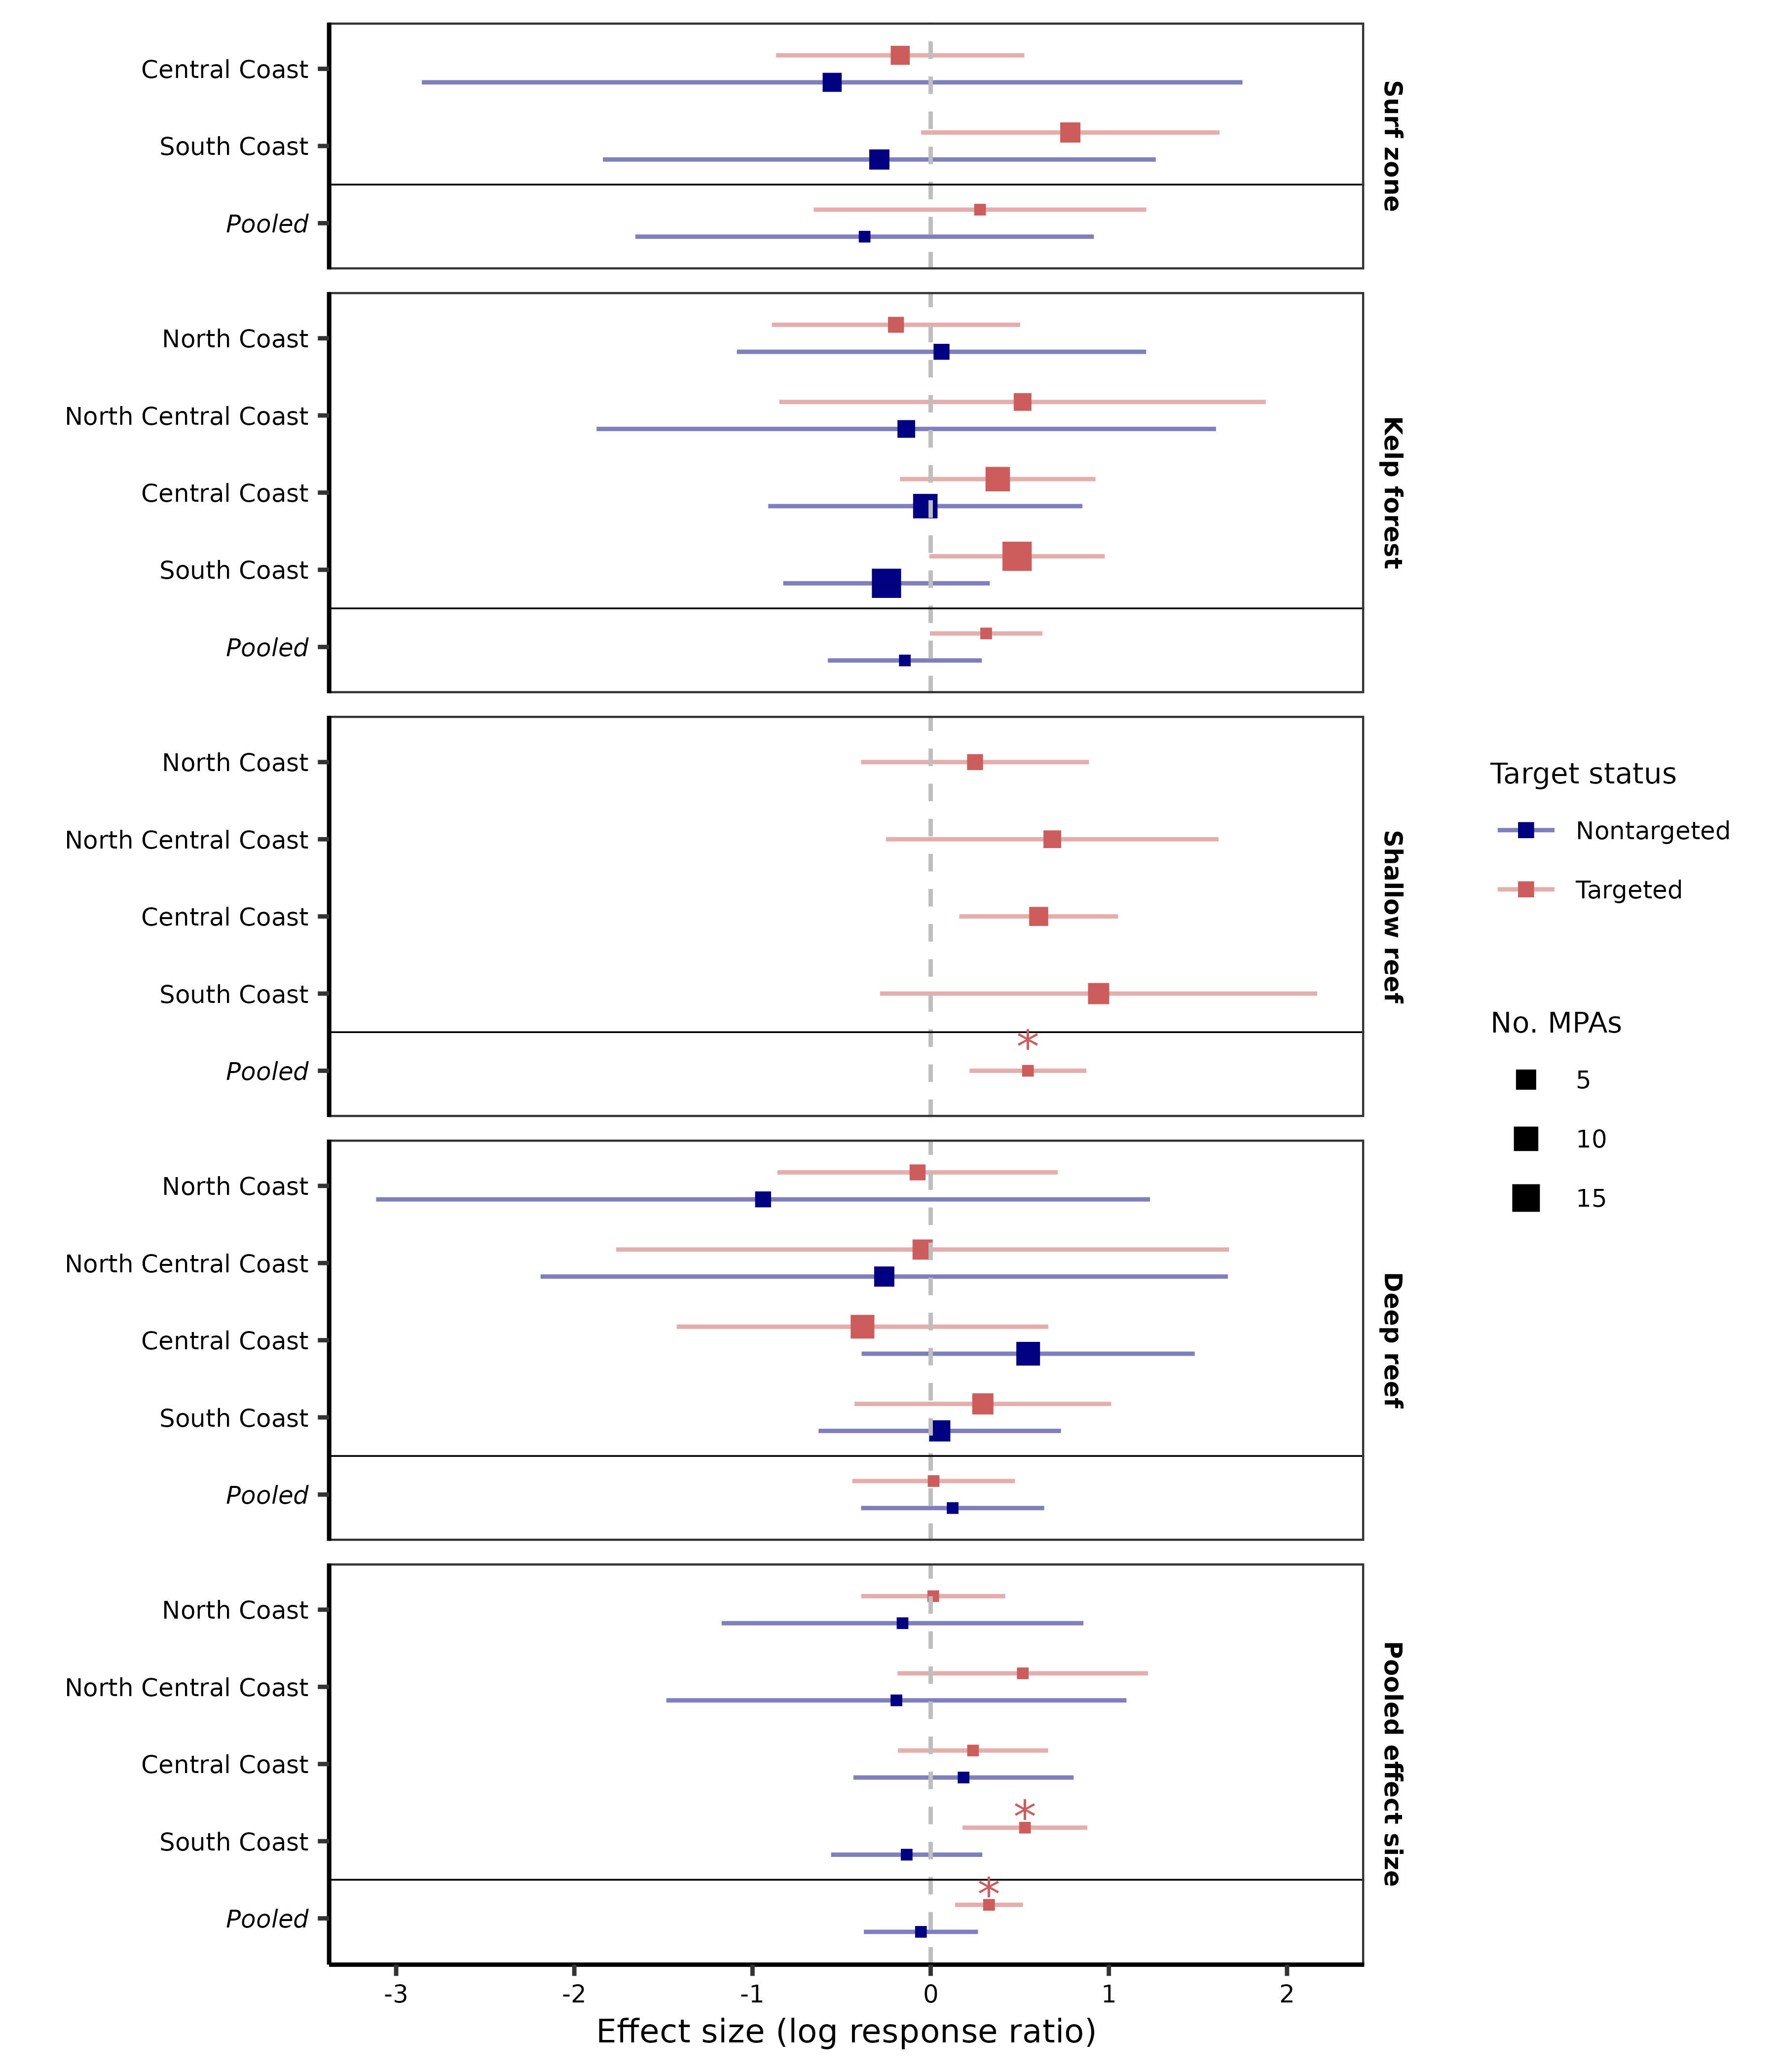 Central Coast
South Coast
Pooled
Surf zone
North Coast
North Central Coast
Central Coast
South Coast
Pooled
Kelp forest
North Coast
North Central Coast
Central Coast
South Coast
*
Pooled
Shallow reef
North Coast
North Central Coast
Central Coast
South Coast
Pooled
Deep reef
North Coast
North Central Coast
Central Coast
*
South Coast
*
Pooled
Pooled effect size
-3 -2 -1 0 1 2
Effect size (log response ratio)
Target status
Nontargeted
Targeted
No. MPAs
5
10
15